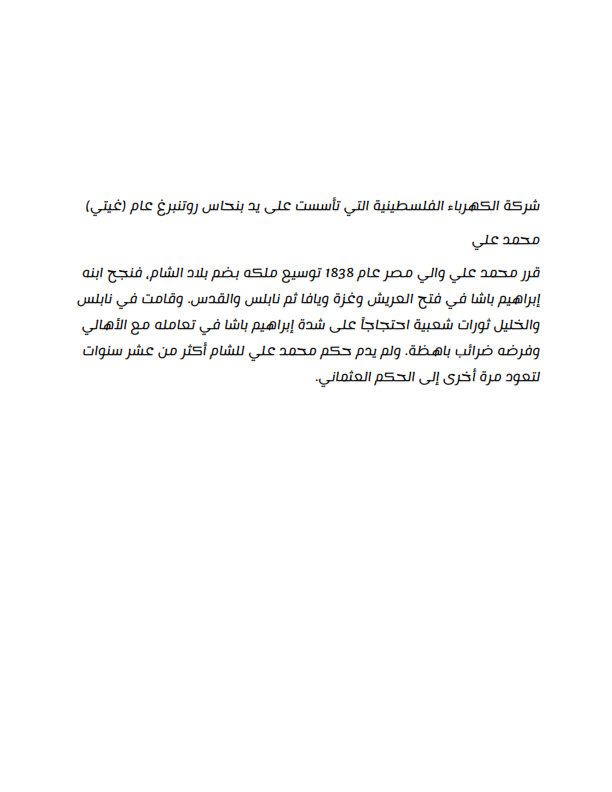 شركة الكهرباء الفلسطينية التي تأسست على يد بنحاس روتنبرغ عام (غيتي)
محمد علي
قرر محمد علي والي مصر عام 1838 توسيع ملكه بضم بلاد الشام، فنجح ابنه
إبراهيم باشا في فتح العريش وغزة ويافا ثم نابلس والقدس. وقامت في نابلس
والخليل ثورات شعبية احتجاجاً على شدة إبراهيم باشا في تعامله مع الأهالي
وفرضه ضرائب باهظة. ولم يدم حكم محمد علي للشام أكثر من عشر سنوات
لتعود مرة أخرى إلى الحكم العثماني.